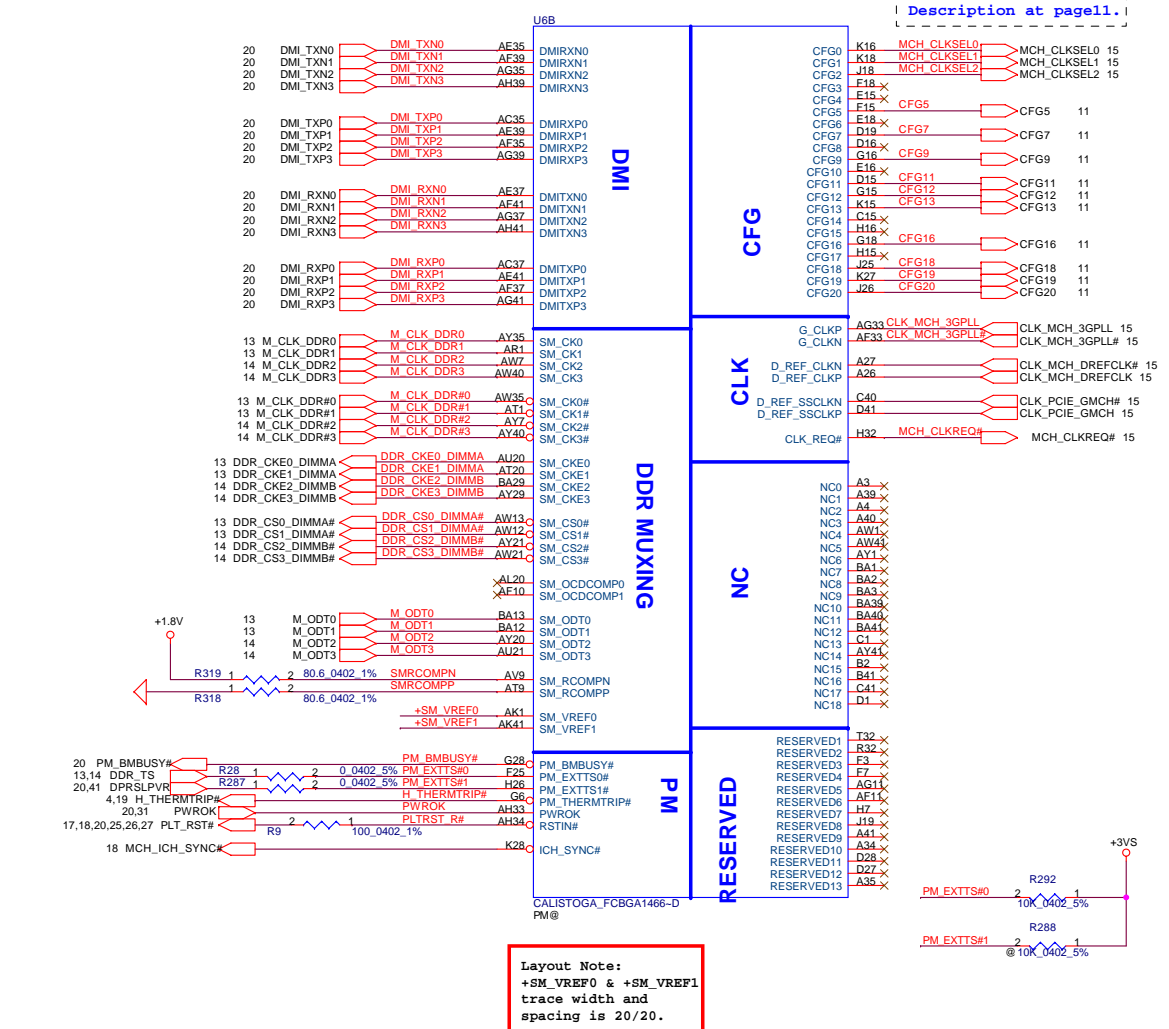 Description at page11.
U6B
20 DMI_TXN0 DMI_TXN0 AE35 DMIRXN0
20 DMI_TXN1 DMI_TXN1 AF39 DMIRXN1
20 DMI_TXN2 DMI_TXN2 AG35 DMIRXN2
20 DMI_TXN3 DMI_TXN3 AH39 DMIRXN3
20 DMI_TXP0 DMI_TXP0 AC35 DMIRXP0
20 DMI_TXP1 DMI_TXP1 AE39 DMIRXP1
20 DMI_TXP2 DMI_TXP2 AF35 DMIRXP2
20 DMI_TXP3 DMI_TXP3 AG39 DMIRXP3
20 DMI_RXN0 DMI_RXN0 AE37 DMITXN0
20 DMI_RXN1 DMI_RXN1 AF41 DMITXN1
20 DMI_RXN2 DMI_RXN2 AG37 DMITXN2
20 DMI_RXN3 DMI_RXN3 AH41 DMITXN3
20 DMI_RXP0 DMI_RXP0 AC37 DMITXP0
20 DMI_RXP1 DMI_RXP1 AE41 DMITXP1
20 DMI_RXP2 DMI_RXP2 AF37 DMITXP2
20 DMI_RXP3 DMI_RXP3 AG41 DMITXP3
DMI
13 M_CLK_DDR0 M_CLK_DDR0 AY35 SM_CK0
13 M_CLK_DDR1 M_CLK_DDR1 AR1 SM_CK1
14 M_CLK_DDR2 M_CLK_DDR2 AW7 SM_CK2
14 M_CLK_DDR3 M_CLK_DDR3 AW40 SM_CK3
13 M_CLK_DDR#0 M_CLK_DDR#0 AW35 SM_CK0#
13 M_CLK_DDR#1 M_CLK_DDR#1 AT1 SM_CK1#
14 M_CLK_DDR#2 M_CLK_DDR#2 AY7 SM_CK2#
14 M_CLK_DDR#3 M_CLK_DDR#3 AY40 SM_CK3#
13 DDR_CKE0_DIMMA DDR_CKE0_DIMMA AU20 SM_CKE0
13 DDR_CKE1_DIMMA DDR_CKE1_DIMMA AT20 SM_CKE1
14 DDR_CKE2_DIMMB DDR_CKE2_DIMMB BA29 SM_CKE2
14 DDR_CKE3_DIMMB DDR_CKE3_DIMMB AY29 SM_CKE3
13 DDR_CS0_DIMMA# DDR_CS0_DIMMA# AW13 SM_CS0#
13 DDR_CS1_DIMMA# DDR_CS1_DIMMA# AW12 SM_CS1#
14 DDR_CS2_DIMMB# DDR_CS2_DIMMB# AY21 SM_CS2#
14 DDR_CS3_DIMMB# DDR_CS3_DIMMB# AW21 SM_CS3#
AL20 SM_OCDCOMP0
AF10 SM_OCDCOMP1
13 M_ODT0 M_ODT0 BA13 SM_ODT0
13 M_ODT1 M_ODT1 BA12 SM_ODT1
14 M_ODT2 M_ODT2 AY20 SM_ODT2
14 M_ODT3 M_ODT3 AU21 SM_ODT3
+1.8V
R319 1 2 80.6_0402_1% SMRCOMPN AV9 SM_RCOMPN
R318 1 2 80.6_0402_1% SMRCOMPP AT9 SM_RCOMPP
+SM_VREF0 AK1 SM_VREF0
+SM_VREF1 AK41 SM_VREF1
DDR MUXING
20 PM_BMBUSY# PM_BMBUSY# G28 PM_BMBUSY#
13,14 DDR_TS R28 1 2 0_0402_5% PM_EXTTS#0 F25 PM_EXTTS0#
20,41 DPRSLPVR R287 1 2 0_0402_5% PM_EXTTS#1 H26 PM_EXTTS1#
4,19 H_THERMTRIP# H_THERMTRIP# G6 PM_THERMTRIP#
20,31 PWROK PWROK AH33 PWROK
17,18,20,25,26,27 PLT_RST# R9 2 1 100_0402_1% PLTRST_R# AH34 RSTIN#
18 MCH_ICH_SYNC# K28 ICH_SYNC#
PM
CALISTOGA_FCBGA1466~D
PM@
CFG0 K16 MCH_CLKSEL0 MCH_CLKSEL0 15
CFG1 K18 MCH_CLKSEL1 MCH_CLKSEL1 15
CFG2 J18 MCH_CLKSEL2 MCH_CLKSEL2 15
CFG3 F18
CFG4 E15
CFG5 F15 CFG5 CFG5 11
CFG6 E18
CFG7 D19 CFG7 CFG7 11
CFG8 D16
CFG9 G16 CFG9 CFG9 11
CFG10 E16
CFG11 D15 CFG11 CFG11 11
CFG12 G15 CFG12 CFG12 11
CFG13 K15 CFG13 CFG13 11
CFG14 C15
CFG15 H16
CFG16 G18 CFG16 CFG16 11
CFG17 H15
CFG18 J25 CFG18 CFG18 11
CFG19 K27 CFG19 CFG19 11
CFG20 J26 CFG20 CFG20 11
CFG
G_CLKP AG33 CLK_MCH_3GPLL CLK_MCH_3GPLL 15
G_CLKN AF33 CLK_MCH_3GPLL# CLK_MCH_3GPLL# 15
D_REF_CLKN A27 CLK_MCH_DREFCLK# 15
D_REF_CLKP A26 CLK_MCH_DREFCLK 15
D_REF_SSCLKN C40 CLK_PCIE_GMCH# 15
D_REF_SSCLKP D41 CLK_PCIE_GMCH 15
CLK_REQ# H32 MCH_CLKREQ# MCH_CLKREQ# 15
CLK
NC0 A3
NC1 A39
NC2 A4
NC3 A40
NC4 AW1
NC5 AW41
NC6 AY1
NC7 BA1
NC8 BA2
NC9 BA3
NC10 BA39
NC11 BA40
NC12 BA41
NC13 C1
NC14 AY41
NC15 B2
NC16 B41
NC17 C41
NC18 D1
NC
RESERVED1 T32
RESERVED2 R32
RESERVED3 F3
RESERVED4 F7
RESERVED5 AG11
RESERVED6 AF11
RESERVED7 H7
RESERVED8 J19
RESERVED9 A41
RESERVED10 A34
RESERVED11 D28
RESERVED12 D27
RESERVED13 A35
RESERVED
+3VS
PM_EXTTS#0 2 R292 1
10K_0402_5%
PM_EXTTS#1 2 R288 1
@ 10K_0402_5%
Layout Note:
+SM_VREF0 & +SM_VREF1
trace width and
spacing is 20/20.